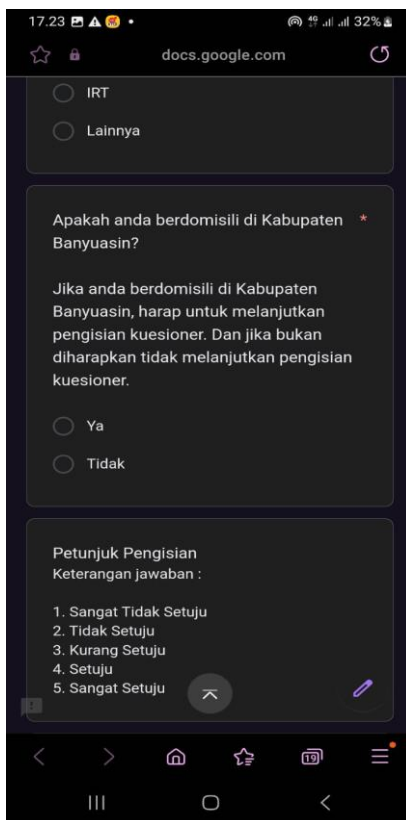 17.23
4G 32%
docs.google.com
IRT
Lainnya
Apakah anda berdomisili di Kabupaten *
Banyuasin?
Jika anda berdomisili di Kabupaten
Banyuasin, harap untuk melanjutkan
pengisian kuesioner. Dan jika bukan
diharapkan tidak melanjutkan pengisian
kuesioner.
Ya
Tidak
Petunjuk Pengisian
Keterangan jawaban :
1. Sangat Tidak Setuju
2. Tidak Setuju
3. Kurang Setuju
4. Setuju
5. Sangat Setuju
19